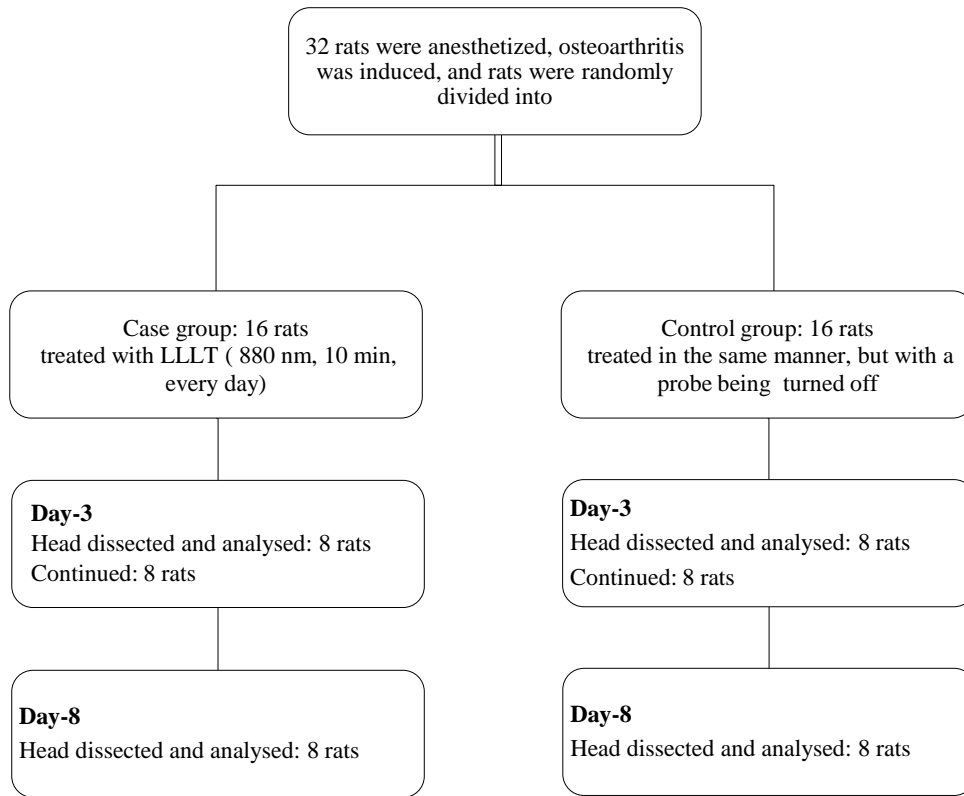 32 rats were anesthetized, osteoarthritis
was induced, and rats were randomly
divided into
Case group: 16 rats
treated with LLLT ( 880 nm, 10 min,
every day)
Control group: 16 rats
treated in the same manner, but with a
probe being turned off
Day-3
Head dissected and analysed: 8 rats
Continued: 8 rats
Day-3
Head dissected and analysed: 8 rats
Continued: 8 rats
Day-8
Head dissected and analysed: 8 rats
Day-8
Head dissected and analysed: 8 rats